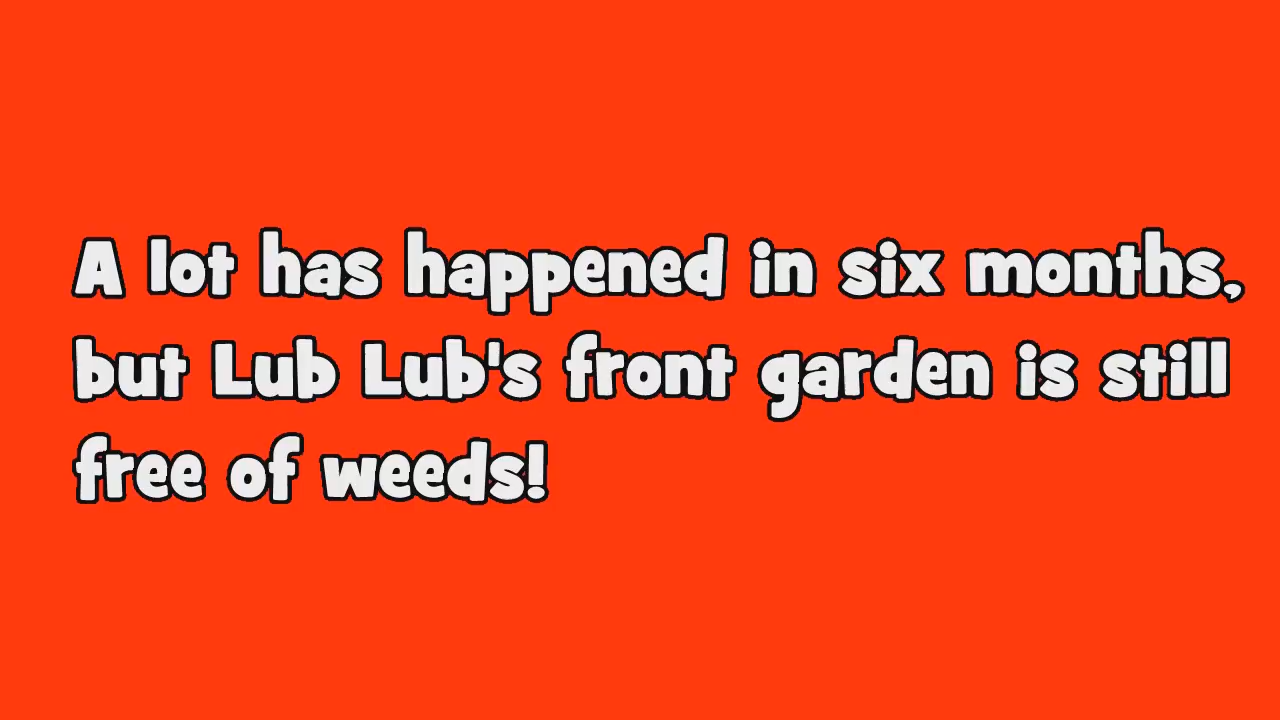 A lot has happened in six months,
but Lub Lub's front garden is still
free of weeds!